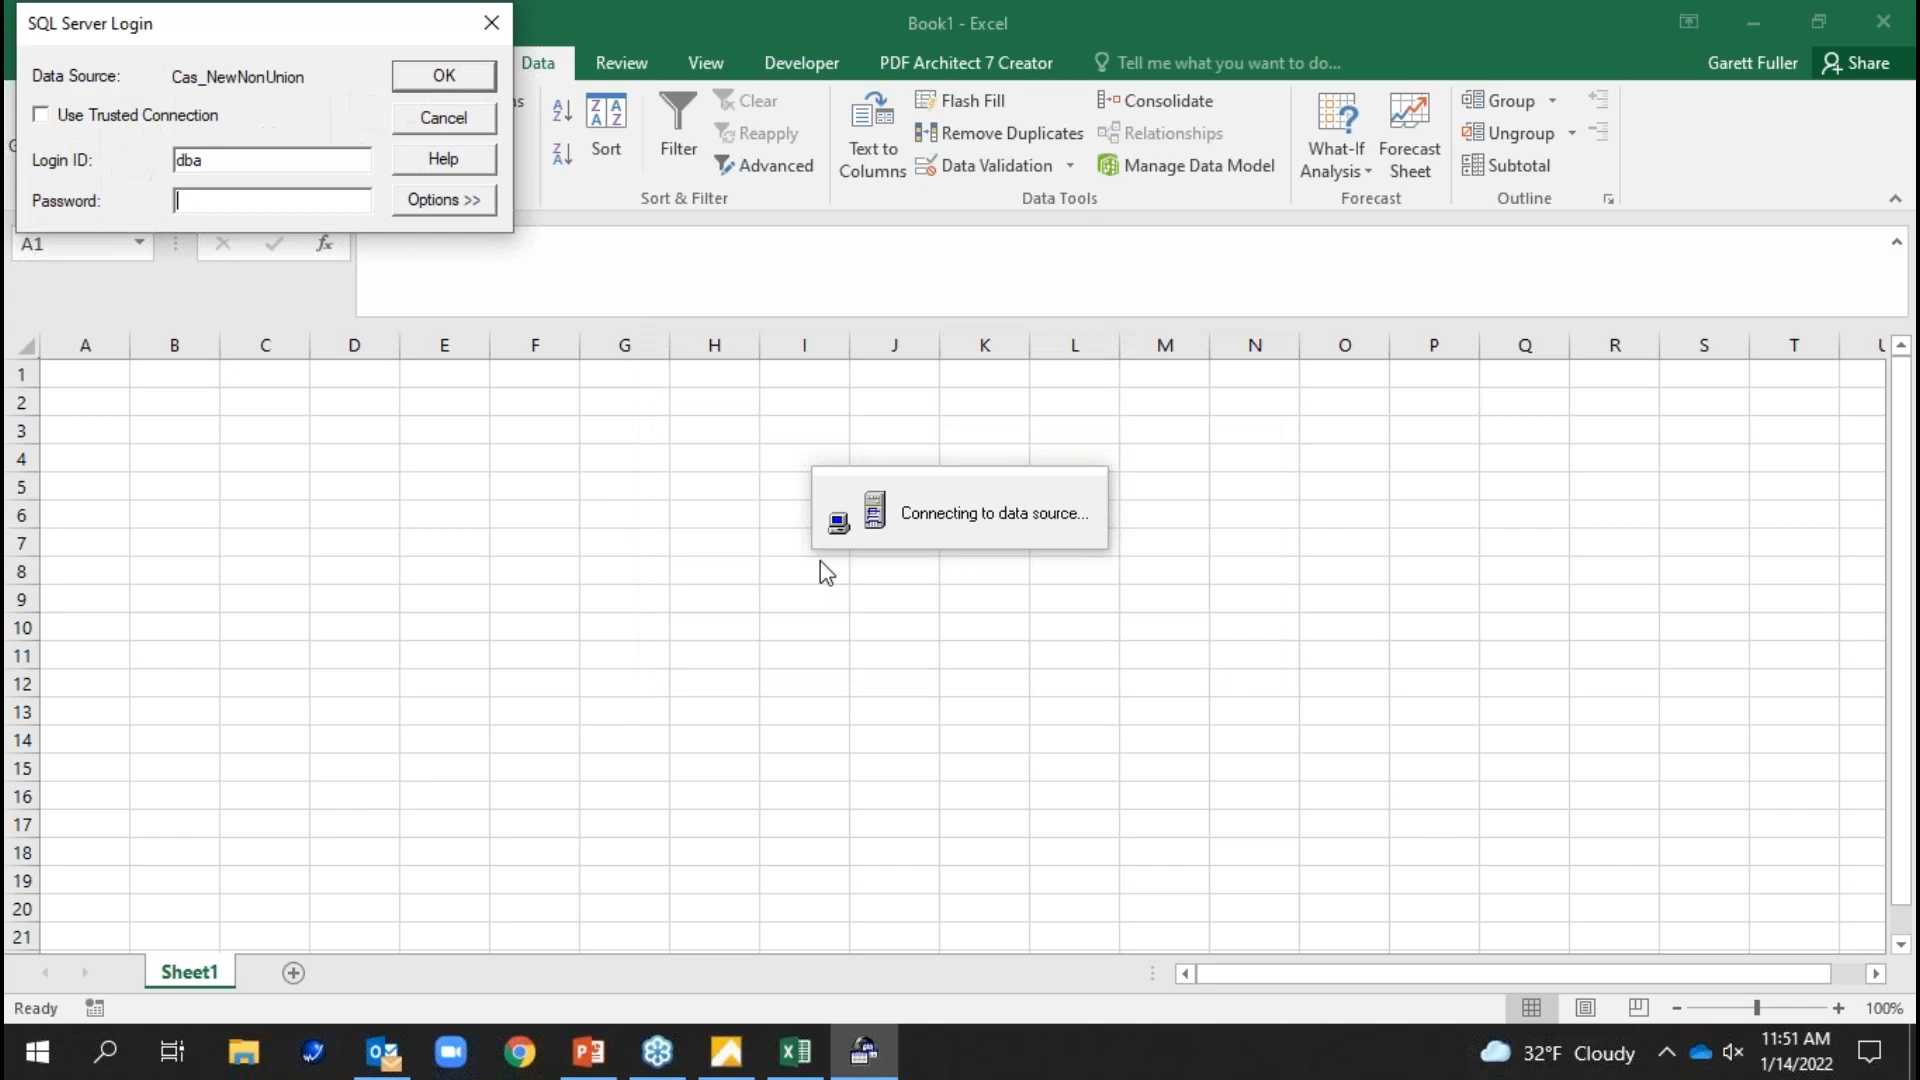 SQL Server Login
Data Source: Cas_NewNonUnion
OK
Use Trusted Connection
Cancel
Login ID: dba
Help
Password:
Options >>
Book1 - Excel
Data Review View Developer PDF Architect 7 Creator Tell me what you want to do... Garett Fuller Share
Sort
Filter
Clear
Reapply
Advanced
Sort & Filter
Text to
Columns
Flash Fill
Remove Duplicates
Data Validation
Consolidate
Relationships
Manage Data Model
Data Tools
What-If
Analysis
Forecast
Sheet
Forecast
Group
Ungroup
Subtotal
Outline
A1
fx
A B C D E F G H I J K L M N O P Q R S T
1
2
3
4
5
6
7
8
9
10
11
12
13
14
15
16
17
18
19
20
21
Connecting to data source...
Sheet1
Ready
100%
32°F Cloudy
11:51 AM
1/14/2022